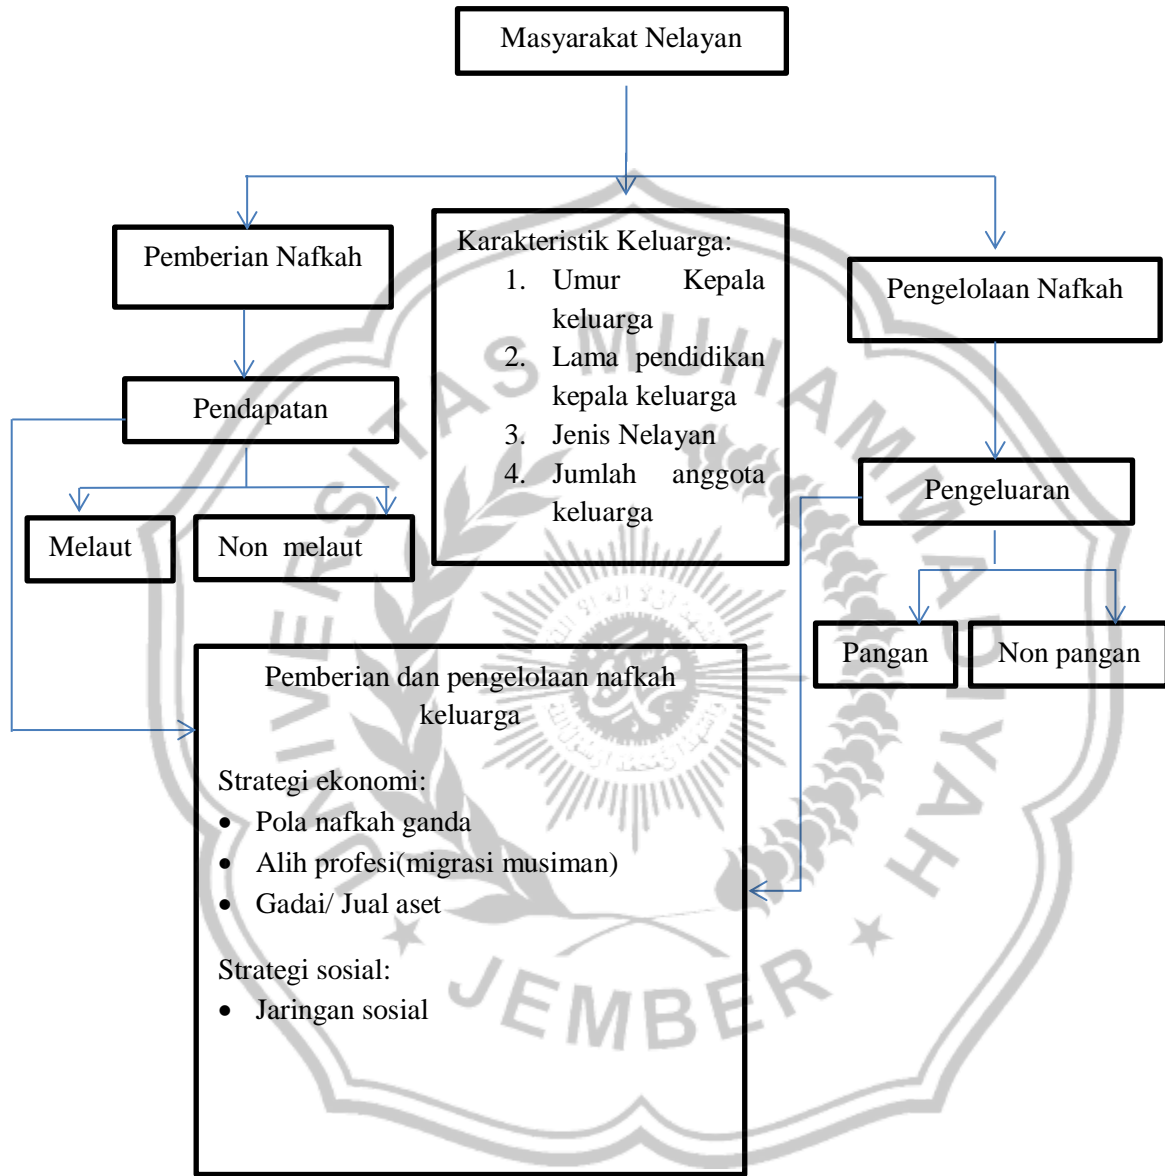 Masyarakat Nelayan
Pemberian Nafkah
Karakteristik Keluarga:
1. Umur Kepala
keluarga
2. Lama pendidikan
kepala keluarga
3. Jenis Nelayan
4. Jumlah anggota
keluarga
Pengelolaan Nafkah
Pendapatan
Pengeluaran
Melaut
Non melaut
Pangan
Non pangan
Pemberian dan pengelolaan nafkah
keluarga
Strategi ekonomi:
• Pola nafkah ganda
• Alih profesi(migrasi musiman)
• Gadai/ Jual aset
Strategi sosial:
• Jaringan sosial
UNIVERSITAS MUHAMMADIYAH
JEMBER